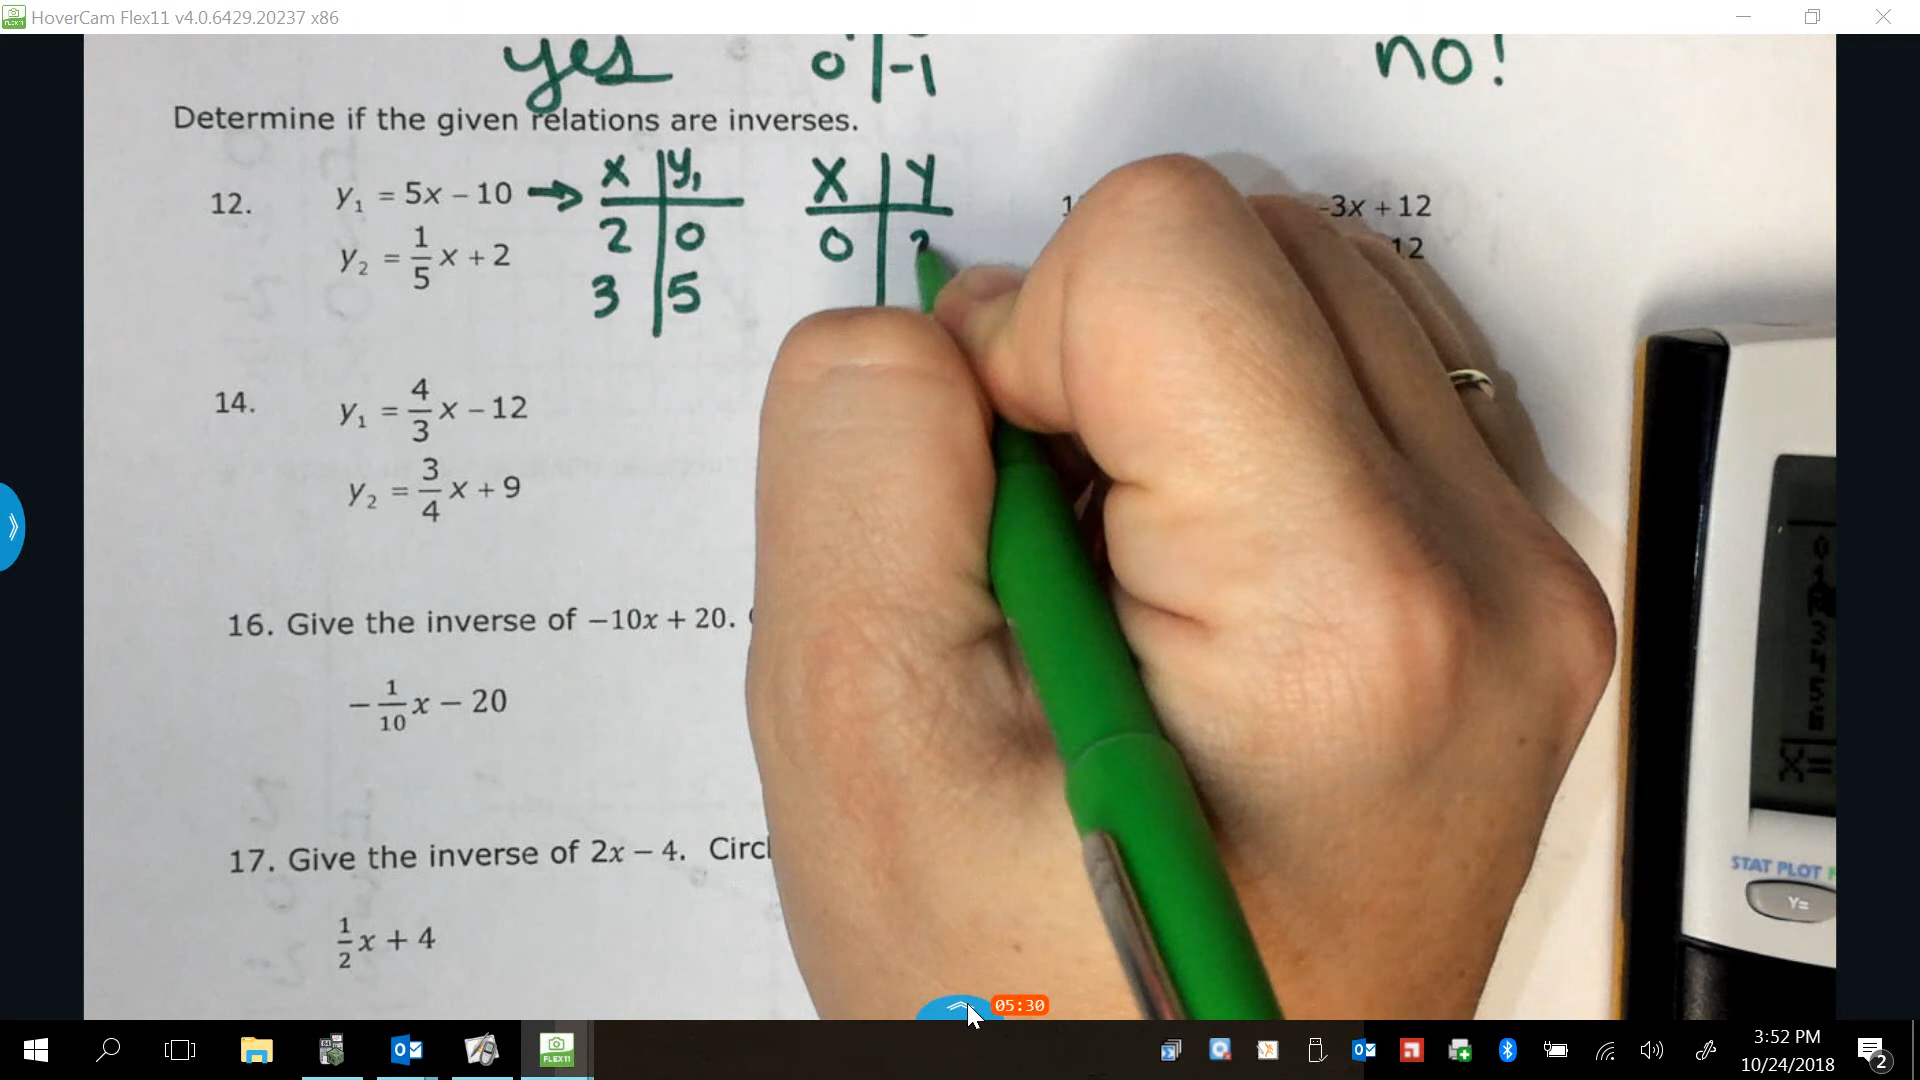 HoverCam Flex11 v4.0.6429.20237 x86
yes 0 -1 no!
Determine if the given relations are inverses.
12. y₁ = 5x – 10 → x y₁ x y
-3x + 12
y₂ = 1/5 x + 2 2 0 0 12
3 5
14. y₁ = 4/3 x – 12
y₂ = 3/4 x + 9
16. Give the inverse of −10x + 20.
− 1/10 x − 20
17. Give the inverse of 2x – 4. Circl
1/2 x + 4
STAT PLOT
Y=
05:30
FLEX11
3:52 PM
10/24/2018
2